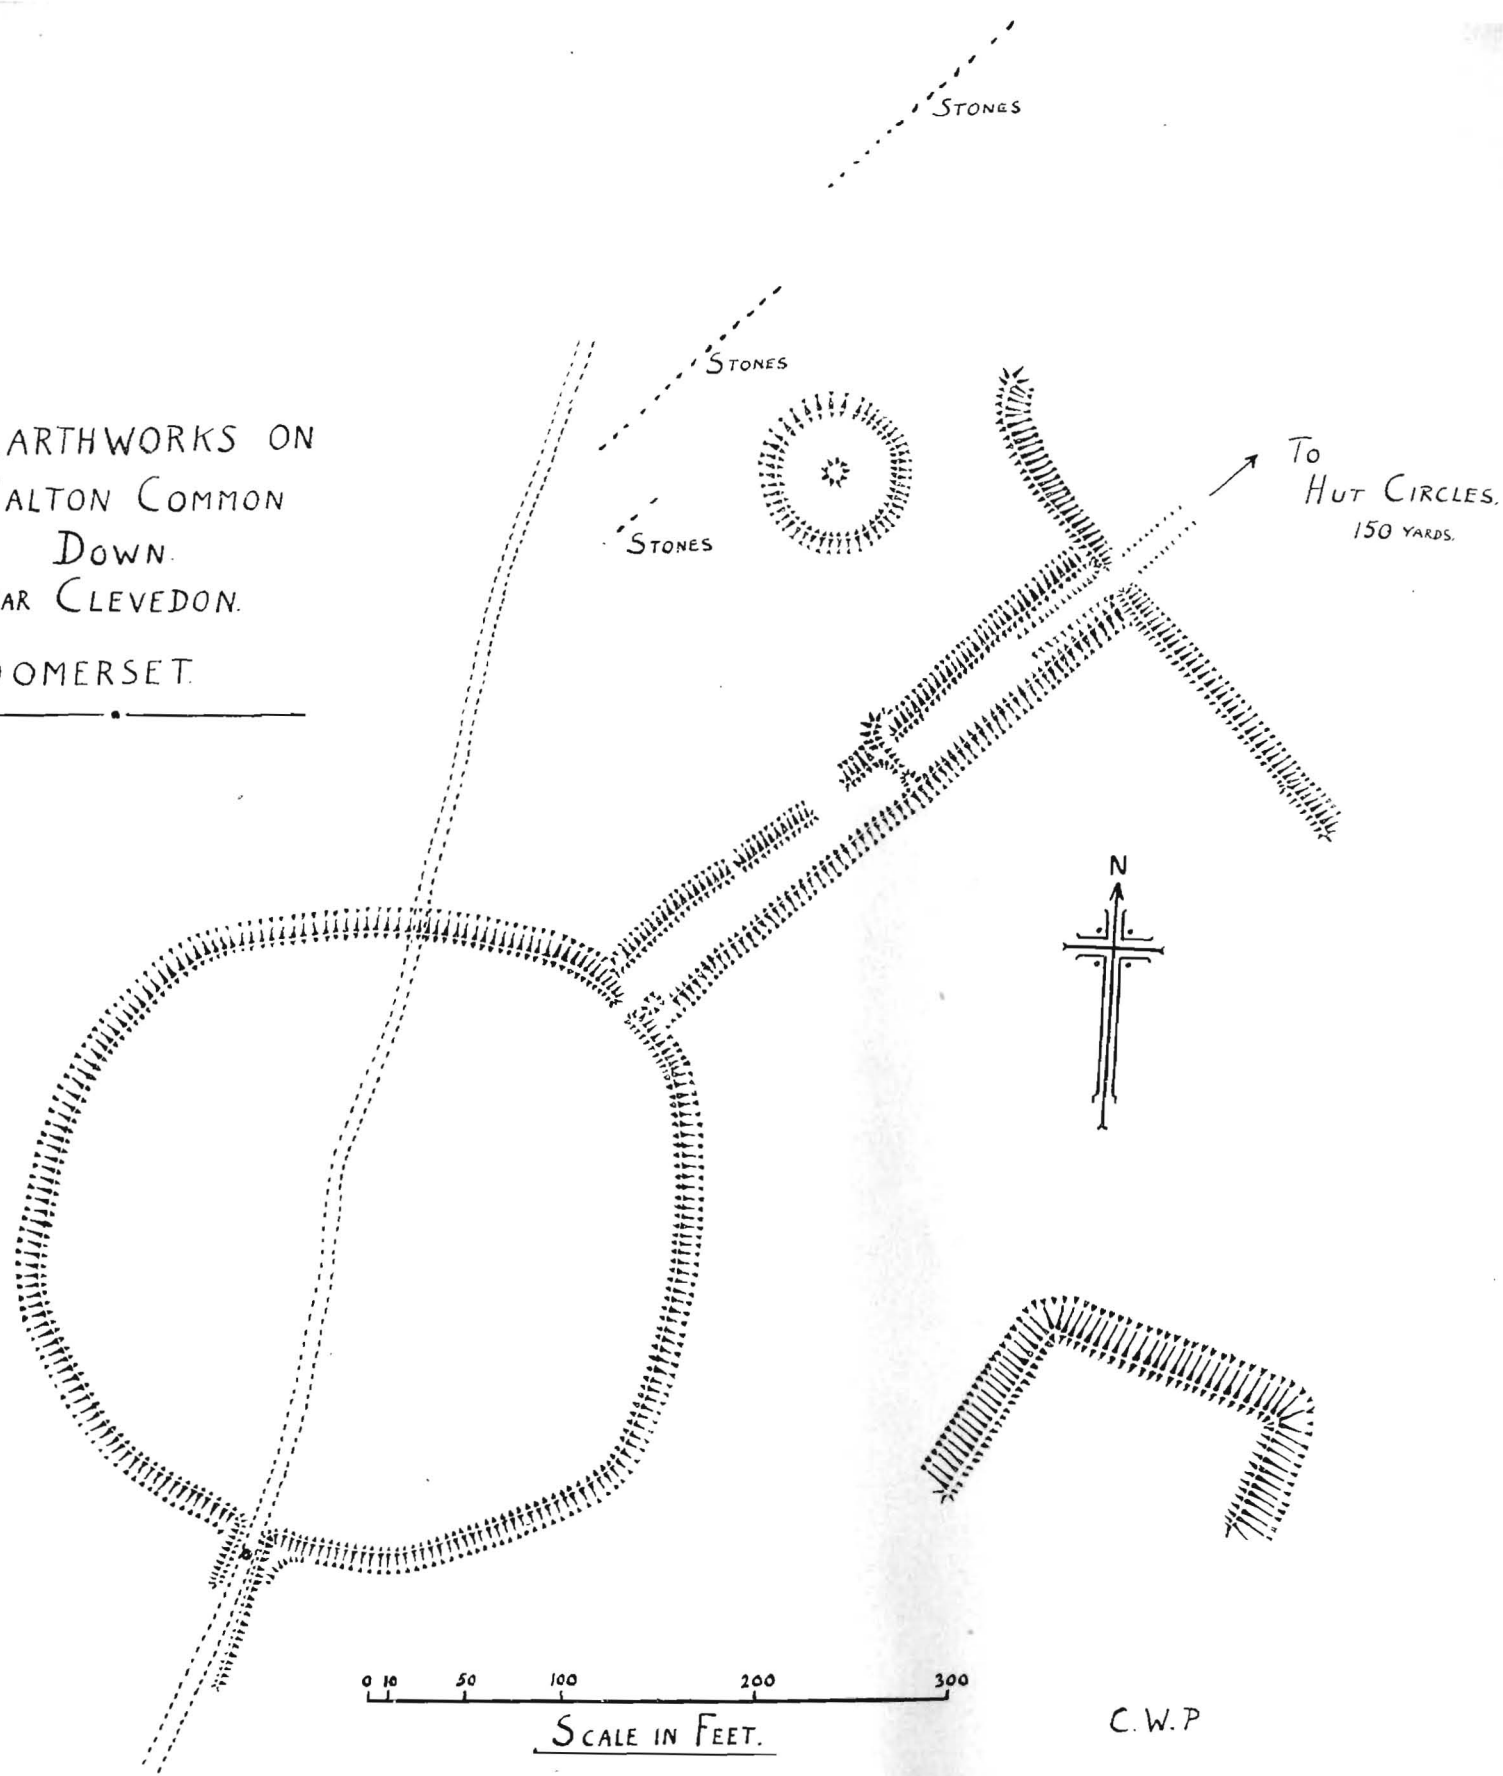 STONES
STONES
STONES
ARTHWORKS ON
ALTON COMMON
DOWN.
AR CLEVEDON.
OMERSET.
TO
HUT CIRCLES.
150 YARDS.
N
0 10 50 100 200 300
SCALE IN FEET.
C.W.P